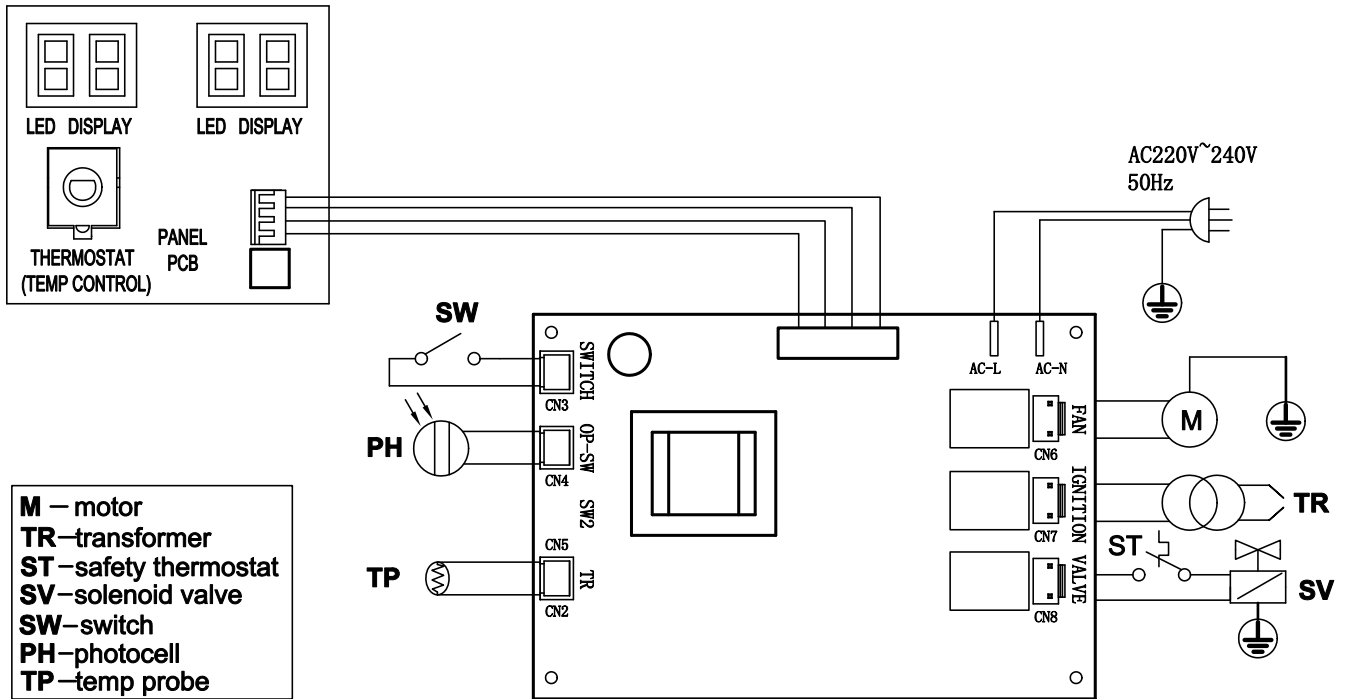 LED DISPLAY
LED DISPLAY
THERMOSTAT
(TEMP CONTROL)
PANEL
PCB
AC220V~240V
50Hz
SW
SWITCH
CN3
PH
OP-SW
CN4
SW2
CN5
TP
TR
CN2
AC-L
AC-N
FAN
CN6
M
IGNITION
CN7
TR
VALVE
CN8
ST
SV
M — motor
TR—transformer
ST—safety thermostat
SV—solenoid valve
SW—switch
PH—photocell
TP—temp probe